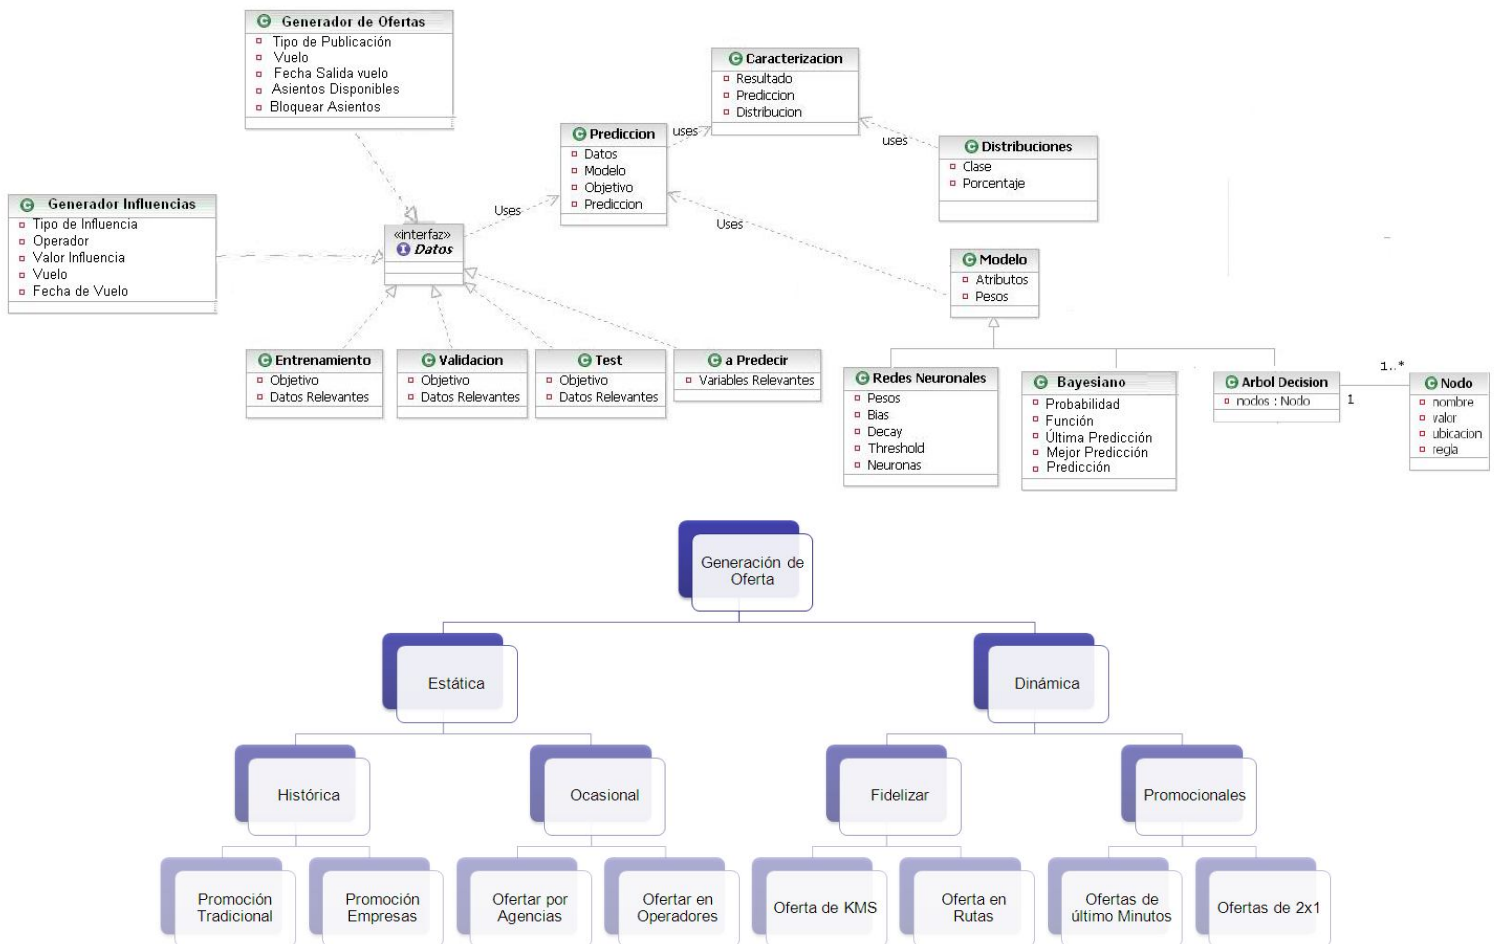 Generador de Ofertas
Tipo de Publicación
Vuelo
Fecha Salida vuelo
Asientos Disponibles
Bloquear Asientos
Caracterizacion
Resultado
Prediccion
Distribucion
Prediccion
Datos
Modelo
Objetivo
Prediccion
uses
uses
Distribuciones
Clase
Porcentaje
Generador Influencias
Tipo de Influencia
Operador
Valor Influencia
Vuelo
Fecha de Vuelo
«interfaz»
Datos
Uses
Uses
Modelo
Atributos
Pesos
Entrenamiento
Objetivo
Datos Relevantes
Validacion
Objetivo
Datos Relevantes
Test
Objetivo
Datos Relevantes
a Predecir
Variables Relevantes
Redes Neuronales
Pesos
Bias
Decay
Threshold
Neuronas
Bayesiano
Probabilidad
Función
Última Predicción
Mejor Predicción
Predicción
Arbol Decision
nodos : Nodo
1
1..*
Nodo
nombre
valor
ubicacion
regla
Generación de
Oferta
Estática
Dinámica
Histórica
Ocasional
Fidelizar
Promocionales
Promoción
Tradicional
Promoción
Empresas
Ofertar por
Agencias
Ofertar en
Operadores
Oferta de KMS
Oferta en
Rutas
Ofertas de
último Minutos
Ofertas de 2x1